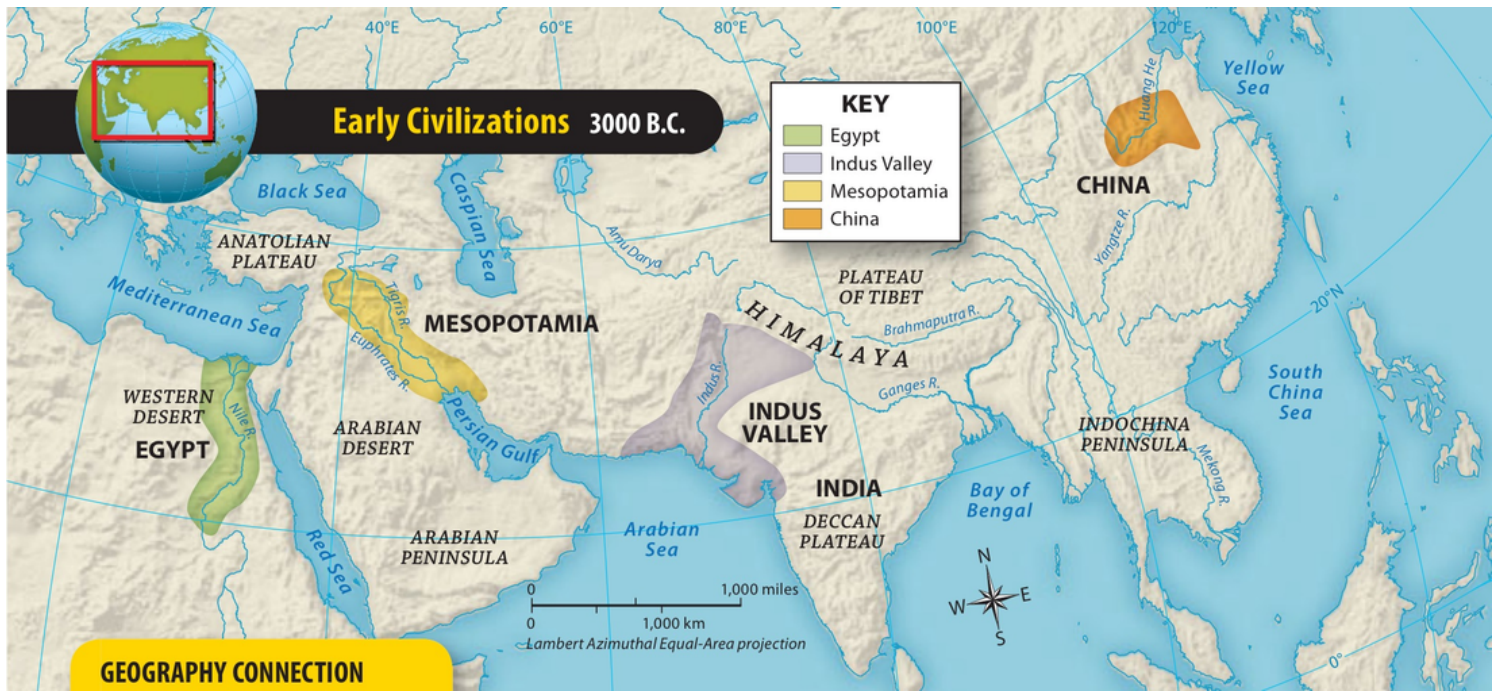 40°E
60°E
80°E
100°E
120°E
Early Civilizations 3000 B.C.
KEY
Egypt
Indus Valley
Mesopotamia
China
Yellow
Sea
Huang He
CHINA
Black Sea
Caspian Sea
ANATOLIAN
PLATEAU
Amu Darya
Yangtze R.
PLATEAU
OF TIBET
Mediterranean Sea
Tigris R.
MESOPOTAMIA
Euphrates R.
HIMALAYA
Brahmaputra R.
20°N
WESTERN
DESERT
Nile R.
EGYPT
ARABIAN
DESERT
Persian Gulf
Indus R.
Ganges R.
INDUS
VALLEY
South
China
Sea
INDOCHINA
PENINSULA
Mekong R.
INDIA
DECCAN
PLATEAU
Bay of
Bengal
Red Sea
ARABIAN
PENINSULA
Arabian
Sea
0 1,000 miles
0 1,000 km
Lambert Azimuthal Equal-Area projection
N
W E
S
0°
GEOGRAPHY CONNECTION